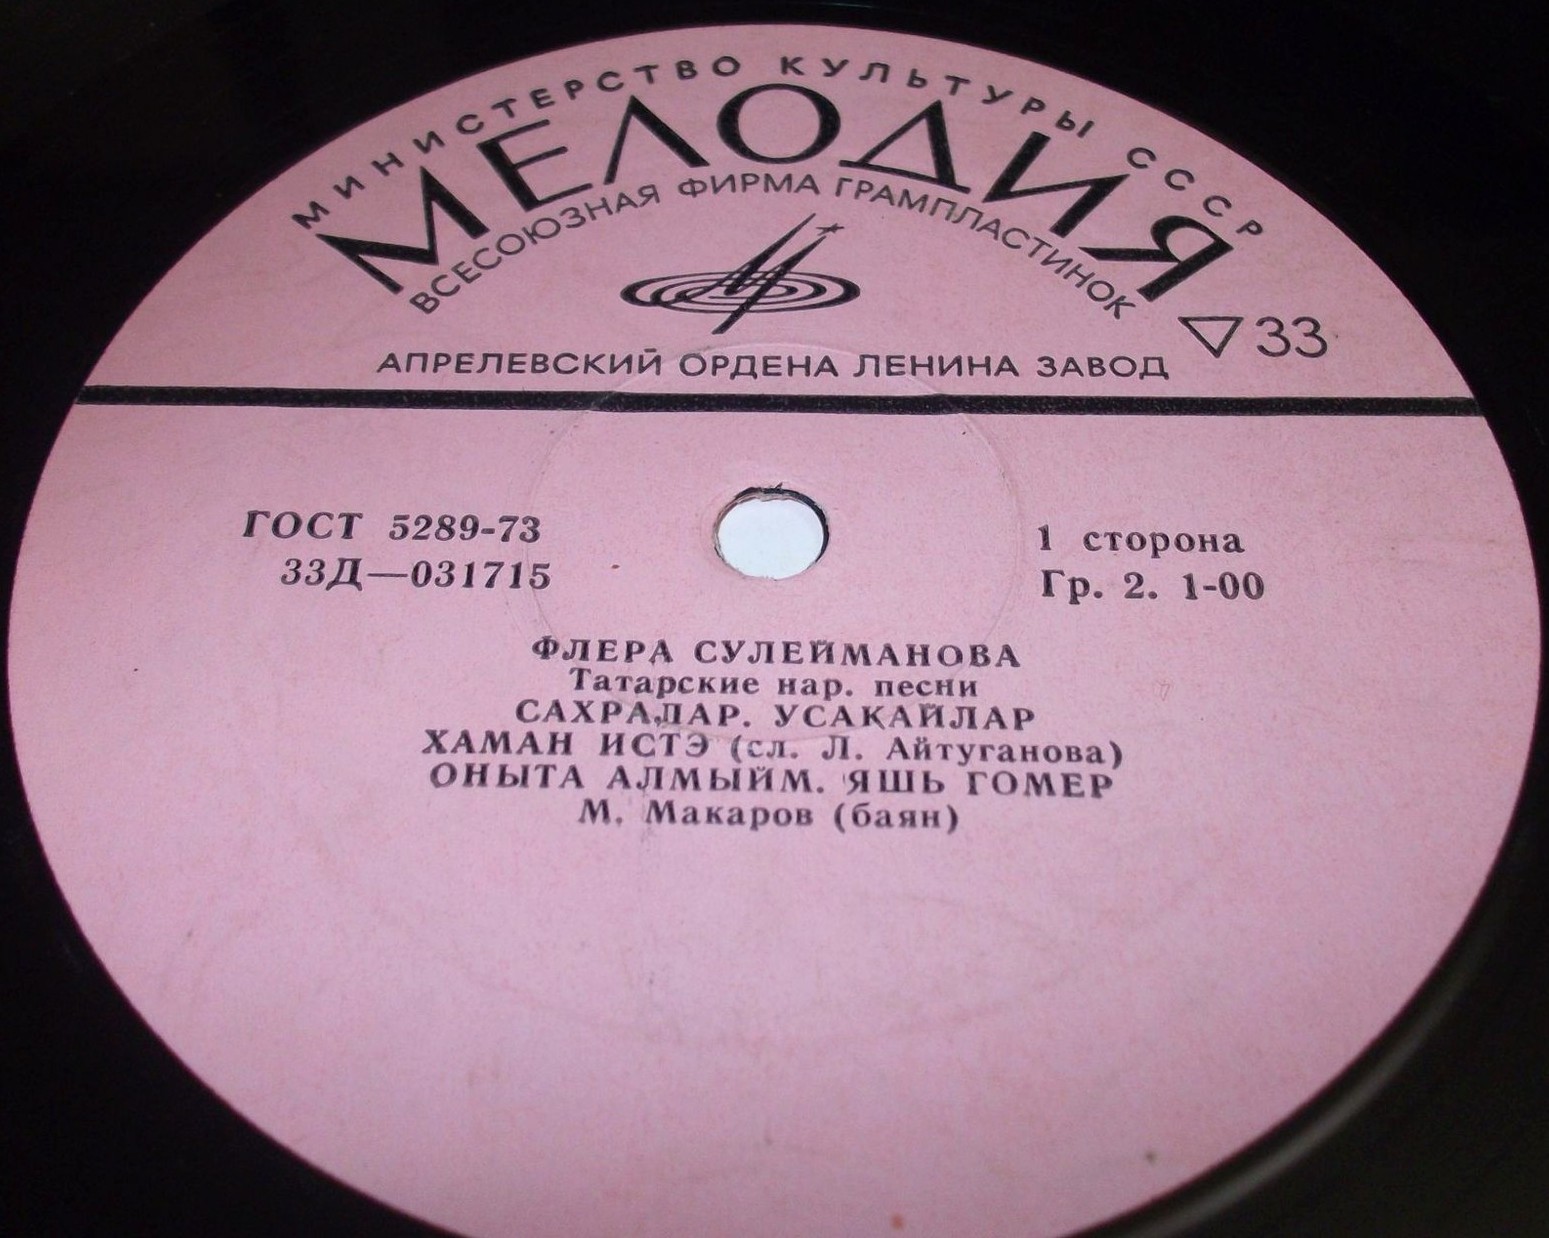 МИНИСТЕРСТВО КУЛЬТУРЫ СССР
МЕЛОДИЯ
ВСЕСОЮЗНАЯ ФИРМА ГРАМПЛАСТИНОК
33
АПРЕЛЕВСКИЙ ОРДЕНА ЛЕНИНА ЗАВОД
ГОСТ 5289-73
33Д—031715
1 сторона
Гр. 2. 1-00
ФЛЕРА СУЛЕЙМАНОВА
Татарские нар. песни
САХРАЛАР. УСАКАЙЛАР
ХАМАН ИСТЭ (сл. Л. Айтуганова)
ОНЫТА АЛМЫЙМ. ЯШЬ ГОМЕР
М. Макаров (баян)